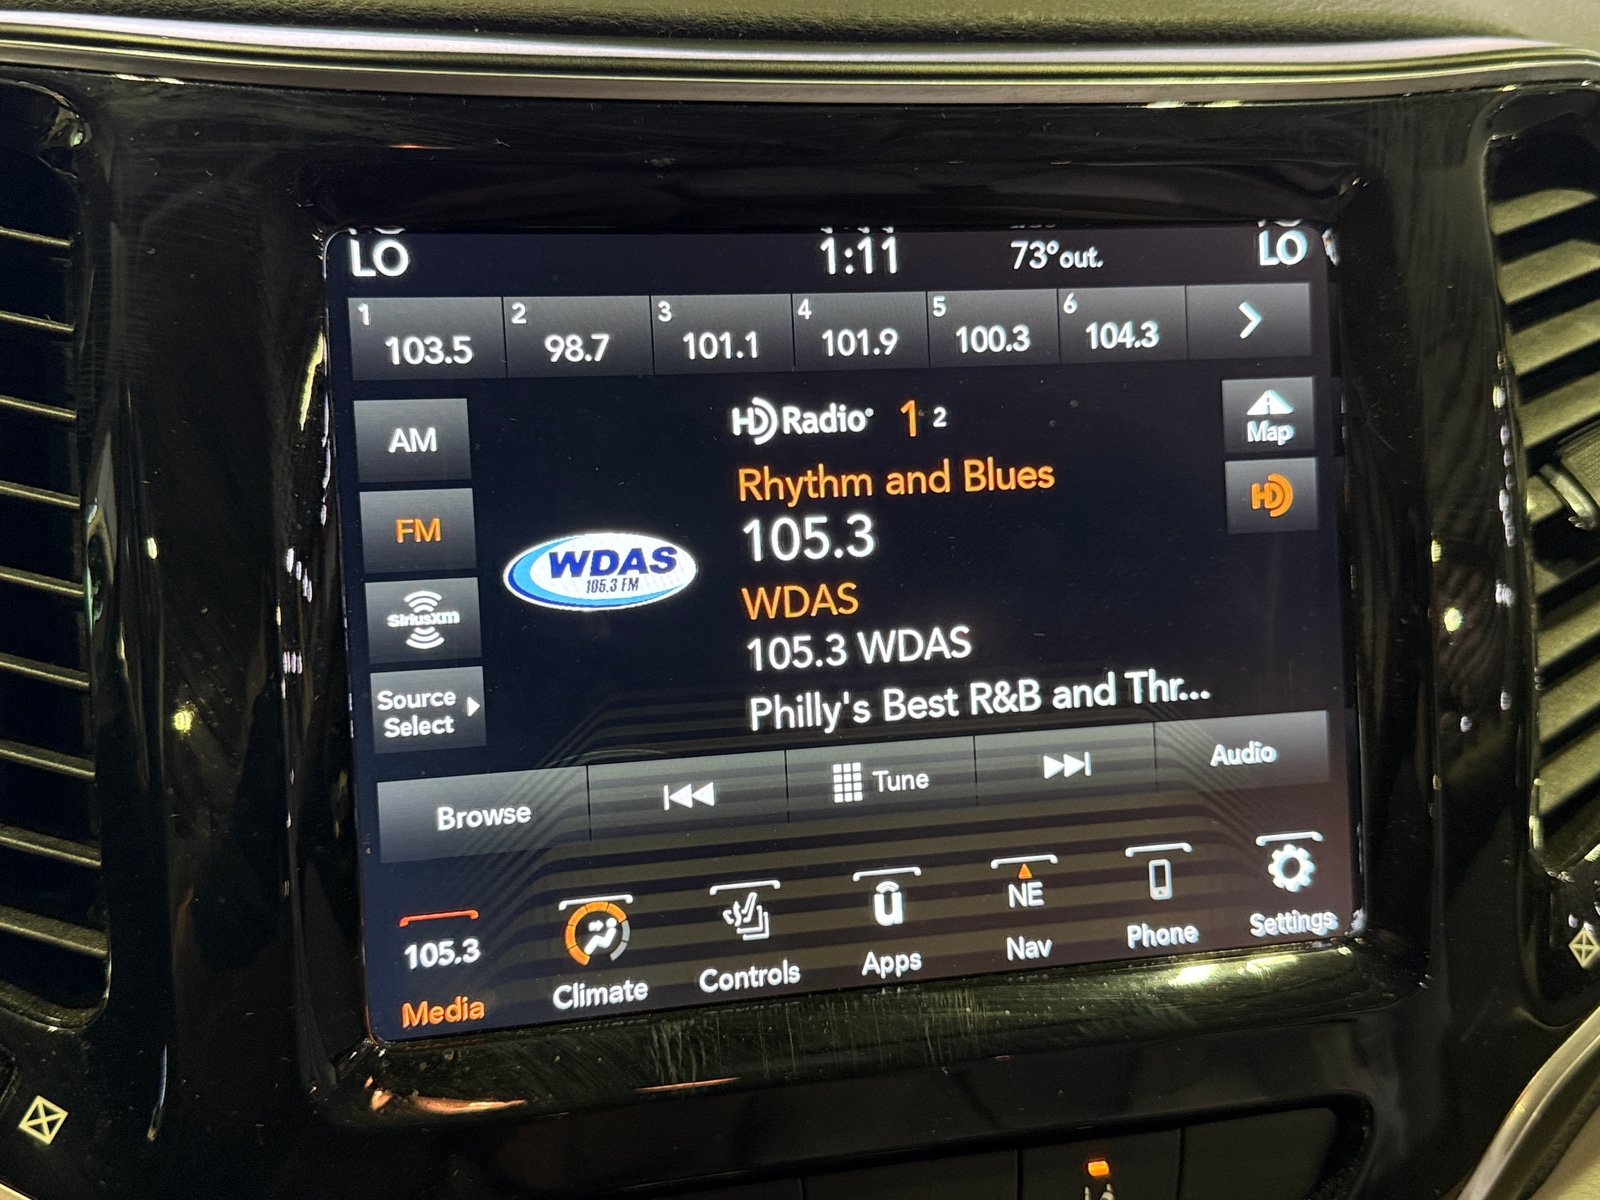 LO 1:11 73°out. LO
1 103.5 2 98.7 3 101.1 4 101.9 5 100.3 6 104.3
AM
HD Radio 1 2
Map
Rhythm and Blues
HD
FM
105.3
WDAS
105.3 FM
WDAS
SiriusXM
105.3 WDAS
Source
Select
Philly's Best R&B and Thr...
Browse Tune Audio
105.3 NE
Media Climate Controls Apps Nav Phone Settings